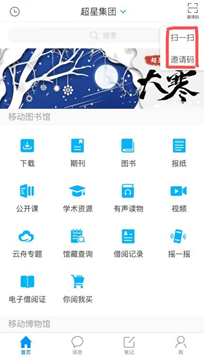 超星集团
邀请码
搜索
扫一扫
邀请码
大寒
移动图书馆
下载
期刊
图书
报纸
公开课
学术资源
有声读物
视频
云舟专题
馆藏查询
借阅记录
摇一摇
电子借阅证
你阅我买
移动博物馆
首页
消息
笔记
我